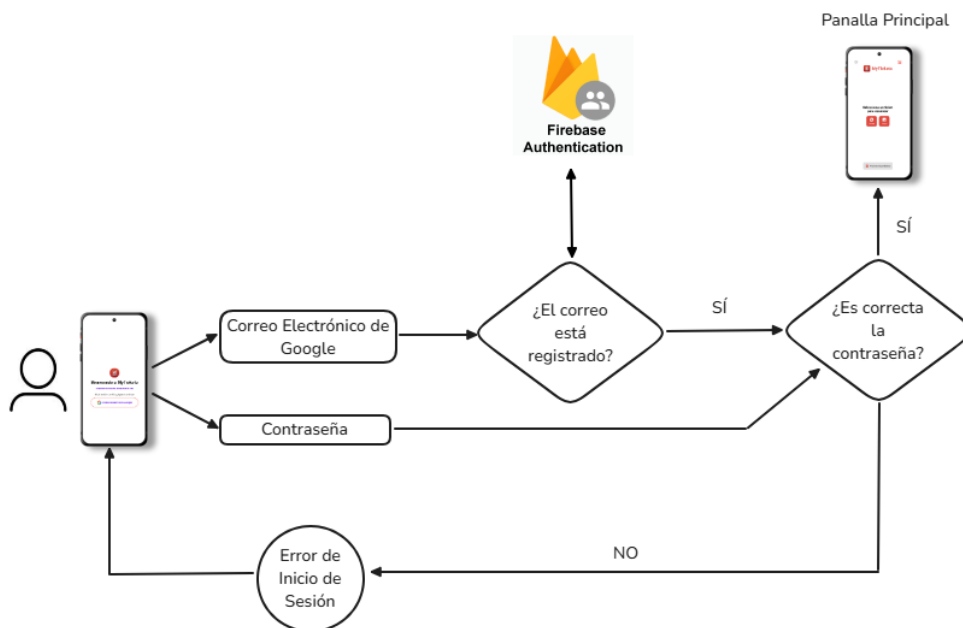 Panalla Principal
Firebase
Authentication
SÍ
Correo Electrónico de
Google
¿El correo
está
registrado?
SÍ
¿Es correcta
la
contraseña?
Contraseña
Error de
Inicio de
Sesión
NO